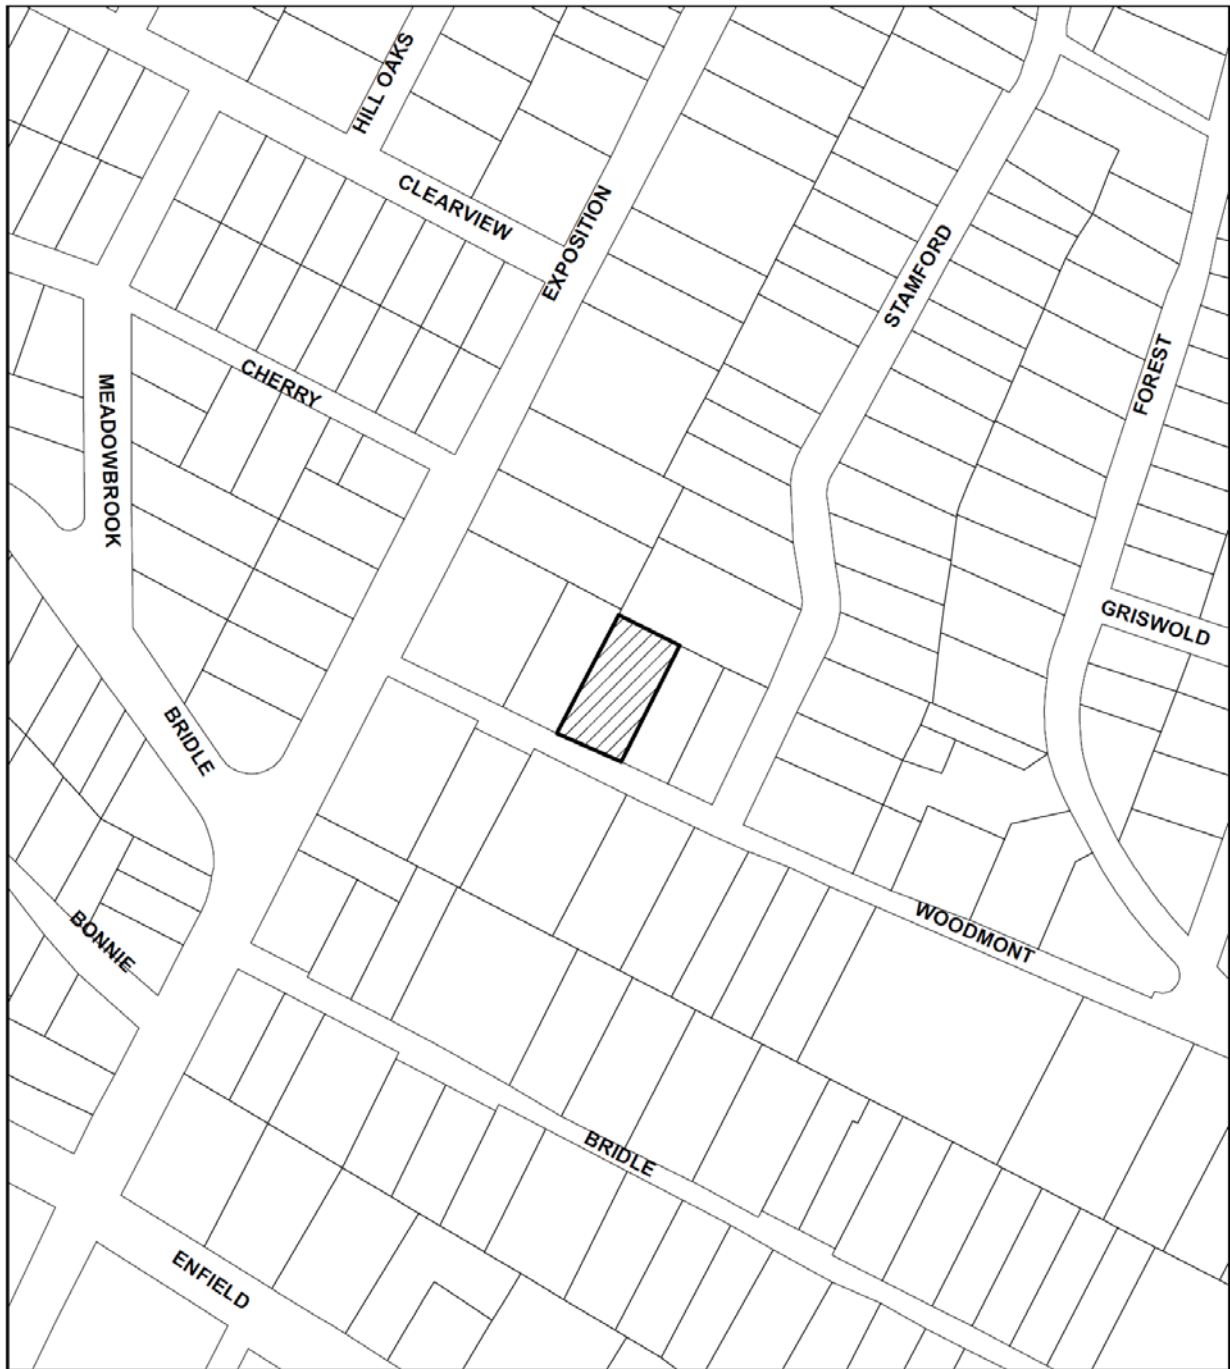 HILL OAKS
CLEARVIEW
EXPOSITION
STAMFORD
FOREST
CHERRY
MEADOWBROOK
GRISWOLD
BRIDLE
BONNIE
WOODMONT
BRIDLE
ENFIELD